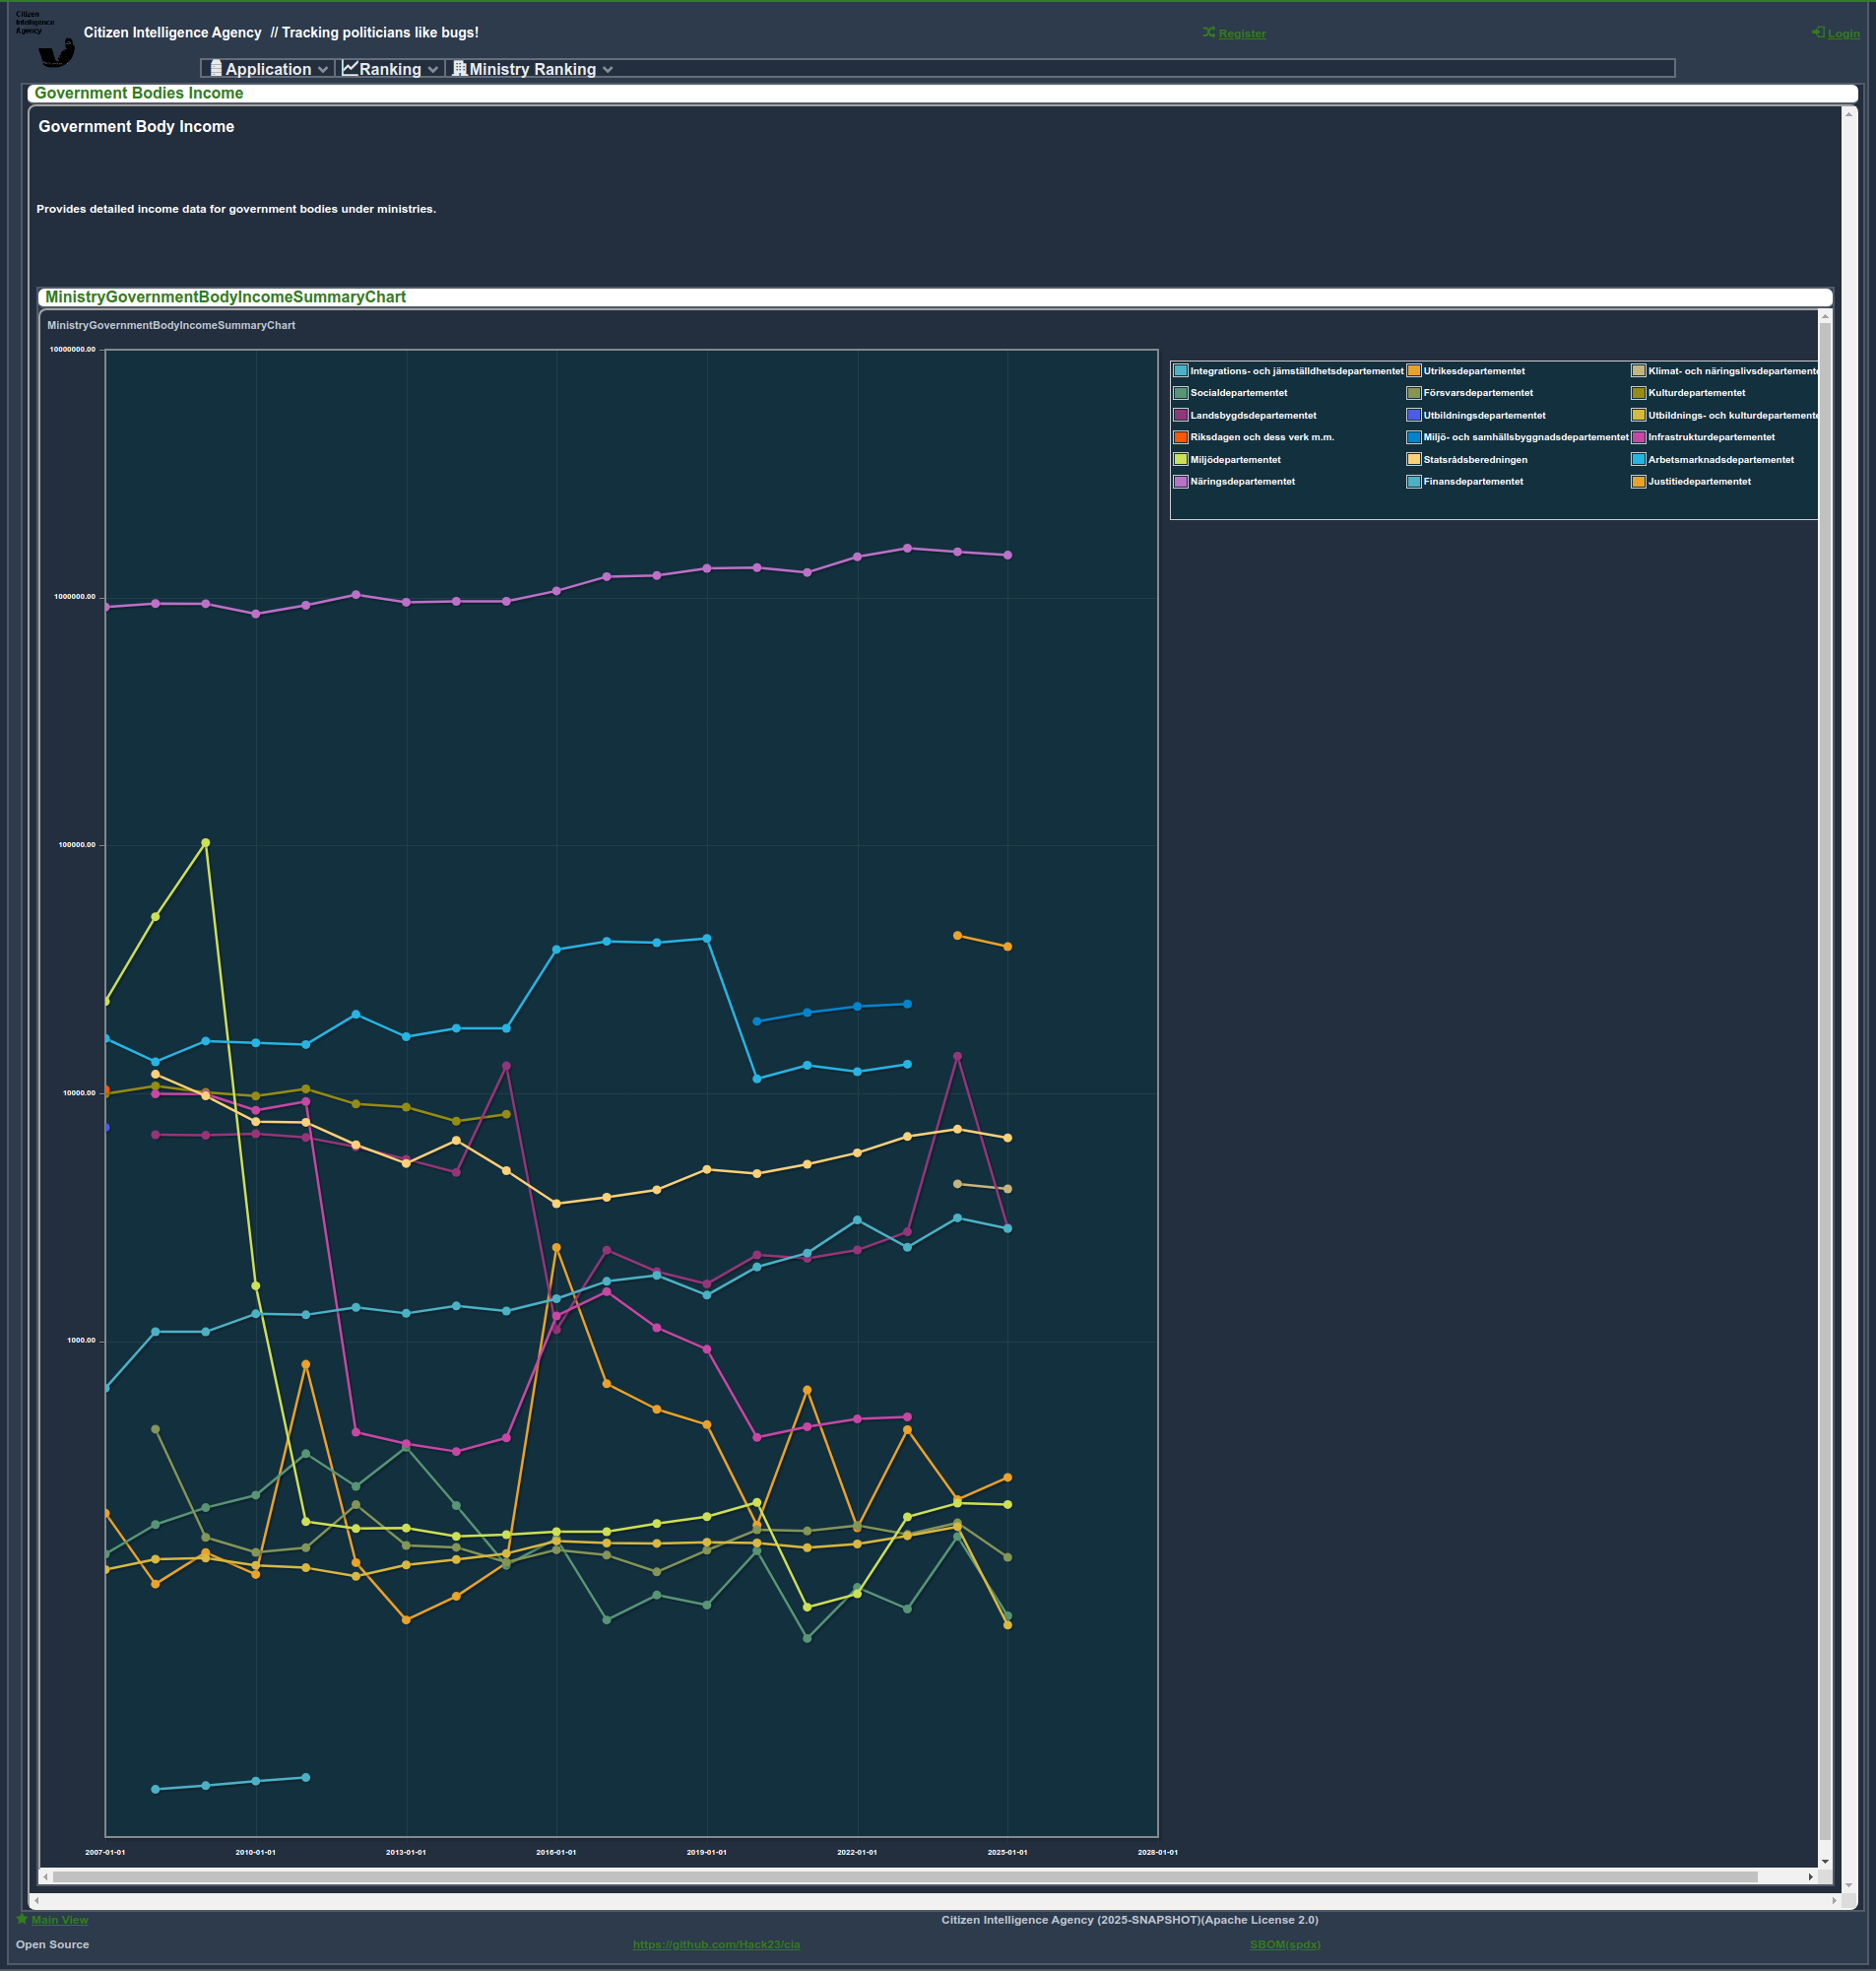 Citizen
Intelligence
Agency
Citizen Intelligence Agency // Tracking politicians like bugs!
Register
Login
Application
Ranking
Ministry Ranking
Government Bodies Income
Government Body Income
Provides detailed income data for government bodies under ministries.
MinistryGovernmentBodyIncomeSummaryChart
MinistryGovernmentBodyIncomeSummaryChart
10000000.00
1000000.00
100000.00
10000.00
1000.00
Integrations- och jämställdhetsdepartementet Utrikesdepartementet Klimat- och näringslivsdepartemente
Socialdepartementet Försvarsdepartementet Kulturdepartementet
Landsbygdsdepartementet Utbildningsdepartementet Utbildnings- och kulturdepartemente
Riksdagen och dess verk m.m. Miljö- och samhällsbyggnadsdepartementet Infrastrukturdepartementet
Miljödepartementet Statsrådsberedningen Arbetsmarknadsdepartementet
Näringsdepartementet Finansdepartementet Justitiedepartementet
2007-01-01 2010-01-01 2013-01-01 2016-01-01 2019-01-01 2022-01-01 2025-01-01 2028-01-01
Main View
Citizen Intelligence Agency (2025-SNAPSHOT)(Apache License 2.0)
Open Source
https://github.com/Hack23/cia
SBOM(spdx)